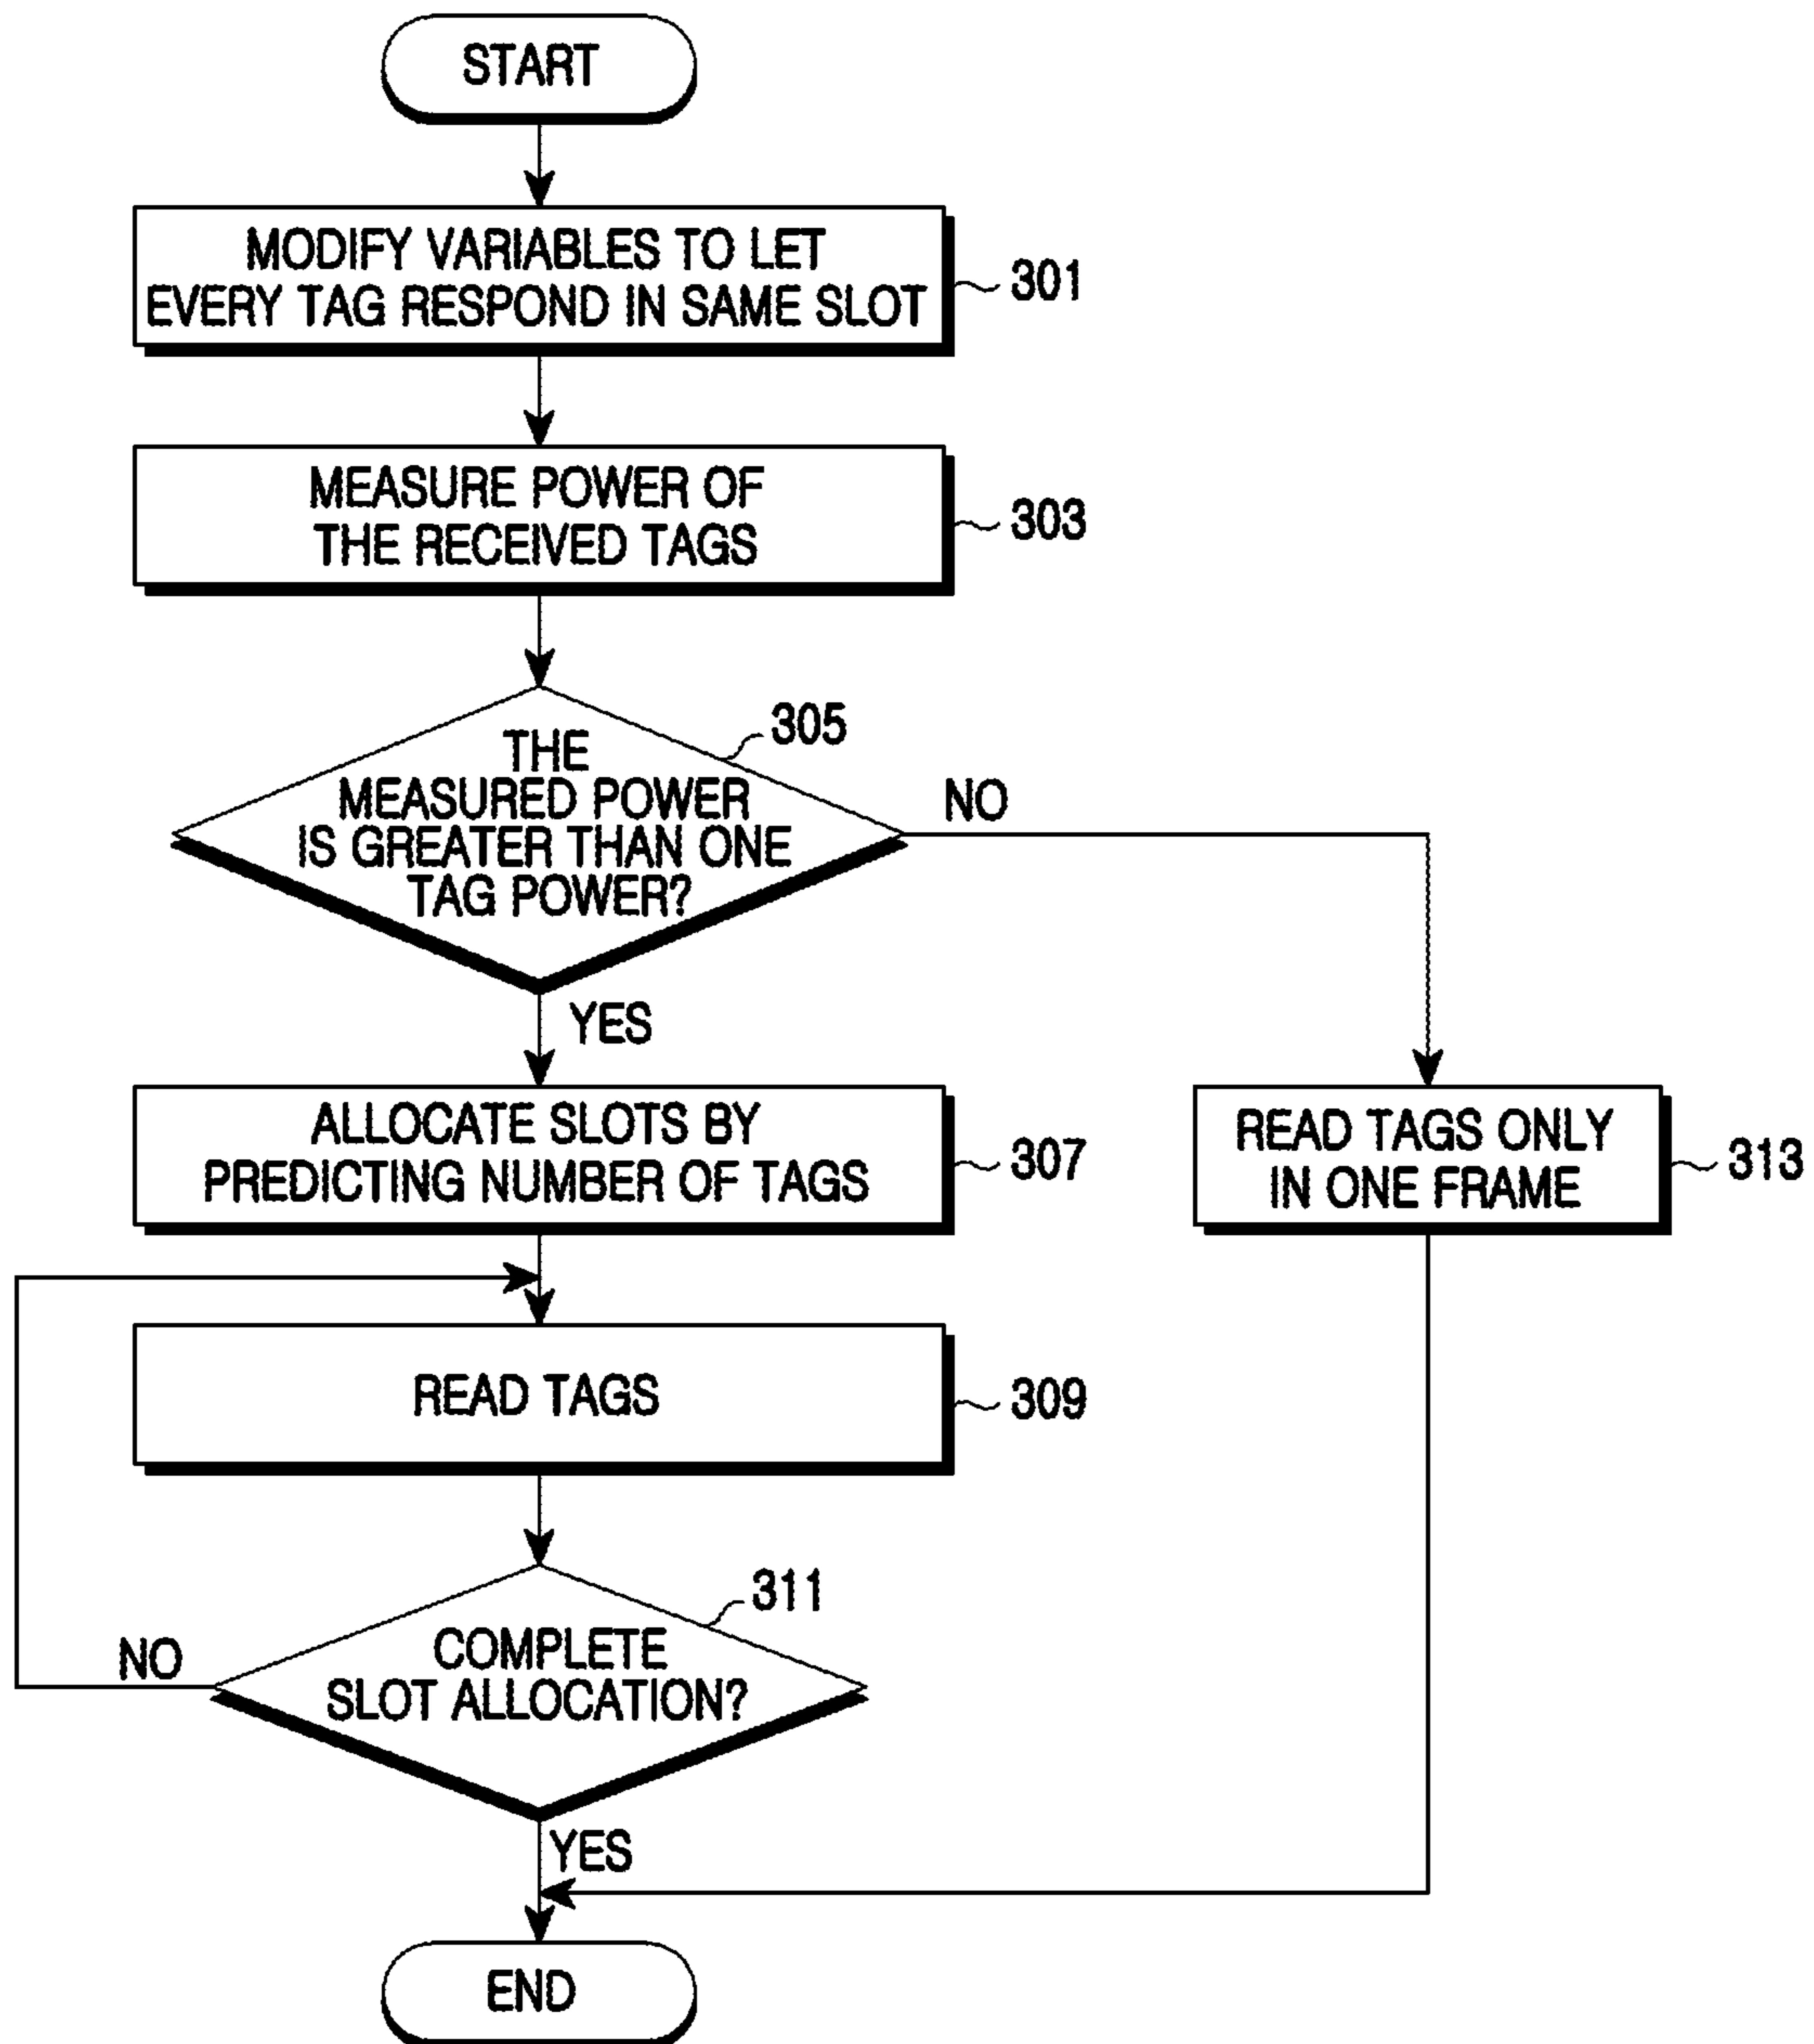 START
MODIFY VARIABLES TO LET
EVERY TAG RESPOND IN SAME SLOT
301
MEASURE POWER OF
THE RECEIVED TAGS
303
305
THE
MEASURED POWER
IS GREATER THAN ONE
TAG POWER?
NO
YES
ALLOCATE SLOTS BY
PREDICTING NUMBER OF TAGS
307
READ TAGS ONLY
IN ONE FRAME
313
READ TAGS
309
311
COMPLETE
SLOT ALLOCATION?
NO
YES
END